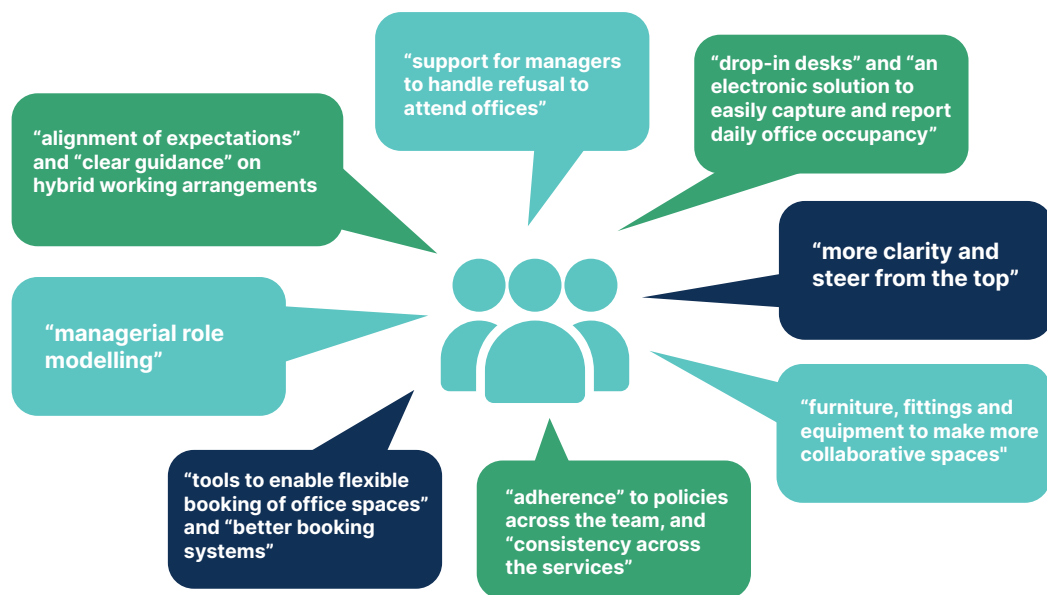 “support for managers
to handle refusal to
attend offices”
“drop-in desks” and “an
electronic solution to
easily capture and report
daily office occupancy”
“alignment of expectations”
and “clear guidance” on
hybrid working arrangements
“more clarity and
steer from the top”
“managerial role
modelling”
“furniture, fittings and
equipment to make more
collaborative spaces"
“tools to enable flexible
booking of office spaces”
and “better booking
systems”
“adherence” to policies
across the team, and
“consistency across
the services”